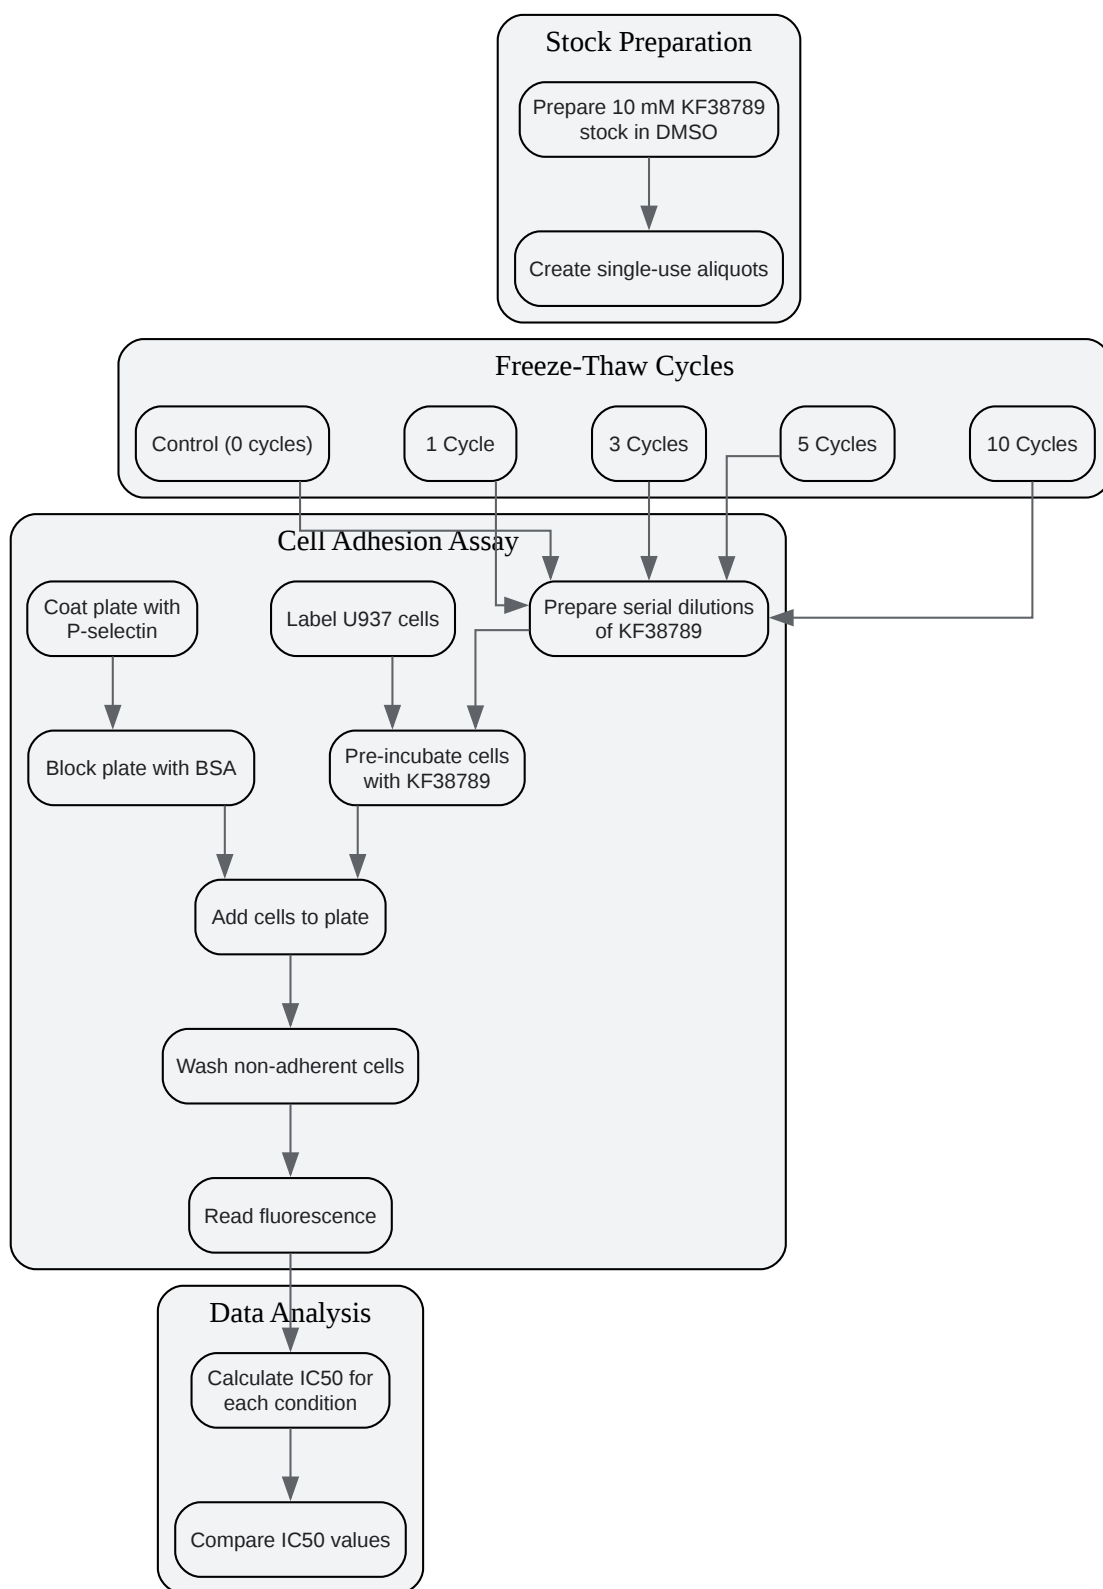 Stock Preparation
Prepare 10 mM KF38789
stock in DMSO
Create single-use aliquots
Freeze-Thaw Cycles
Control (0 cycles)
1 Cycle
3 Cycles
5 Cycles
10 Cycles
Cell Adhesion Assay
Coat plate with
P-selectin
Label U937 cells
Prepare serial dilutions
of KF38789
Block plate with BSA
Pre-incubate cells
with KF38789
Add cells to plate
Wash non-adherent cells
Read fluorescence
Data Analysis
Calculate IC50 for
each condition
Compare IC50 values